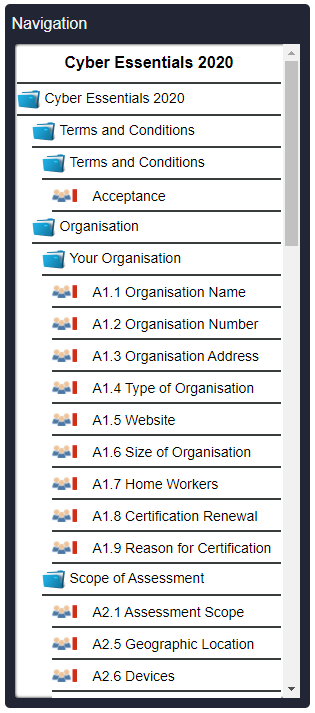 Navigation
Cyber Essentials 2020
Cyber Essentials 2020
Terms and Conditions
Terms and Conditions
Acceptance
Organisation
Your Organisation
A1.1 Organisation Name
A1.2 Organisation Number
A1.3 Organisation Address
A1.4 Type of Organisation
A1.5 Website
A1.6 Size of Organisation
A1.7 Home Workers
A1.8 Certification Renewal
A1.9 Reason for Certification
Scope of Assessment
A2.1 Assessment Scope
A2.5 Geographic Location
A2.6 Devices